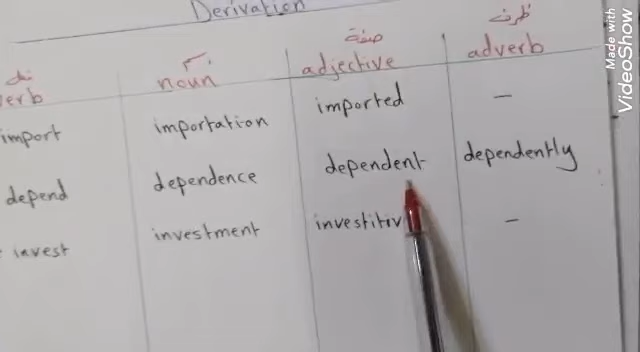 Derivation
صفة ظرف
erb noun adjective adverb
import importation imported —
depend dependence dependent dependently
invest investment investitiv —
Made with
VideoShow